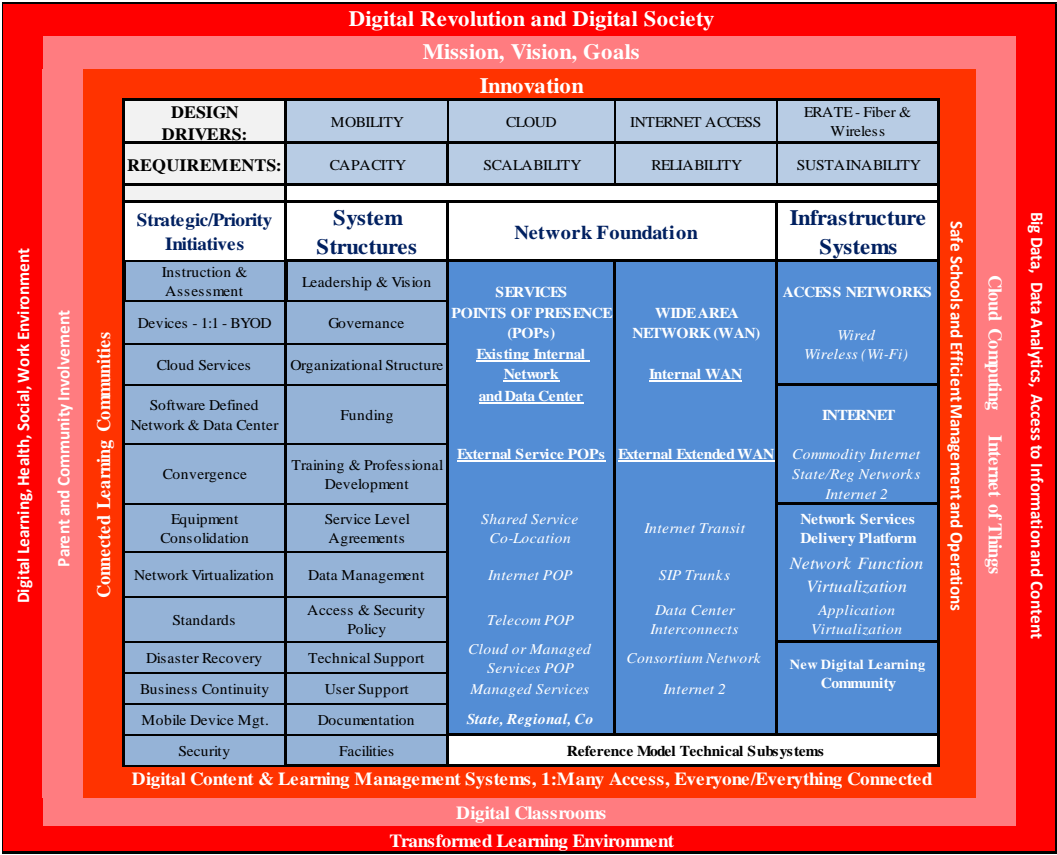 Digital Revolution and Digital Society
Mission, Vision, Goals
Innovation
DESIGN
DRIVERS:
MOBILITY
CLOUD
INTERNET ACCESS
ERATE - Fiber &
Wireless
REQUIREMENTS:
CAPACITY
SCALABILITY
RELIABILITY
SUSTAINABILITY
Strategic/Priority
Initiatives
System
Structures
Network Foundation
Infrastructure
Systems
Instruction &
Assessment
Devices - 1:1 - BYOD
Cloud Services
Software Defined
Network & Data Center
Convergence
Equipment
Consolidation
Network Virtualization
Standards
Disaster Recovery
Business Continuity
Mobile Device Mgt.
Security
Leadership & Vision
Governance
Organizational Structure
Funding
Training & Professional
Development
Service Level
Agreements
Data Management
Access & Security
Policy
Technical Support
User Support
Documentation
Facilities
SERVICES
POINTS OF PRESENCE
(POPs)
Existing Internal
Network
and Data Center
External Service POPs
Shared Service
Co-Location
Internet POP
Telecom POP
Cloud or Managed
Services POP
Managed Services
State, Regional, Co
WIDE AREA
NETWORK (WAN)
Internal WAN
External Extended WAN
Internet Transit
SIP Trunks
Data Center
Interconnects
Consortium Network
Internet 2
ACCESS NETWORKS
Wired
Wireless (Wi-Fi)
INTERNET
Commodity Internet
State/Reg Networks
Internet 2
Network Services
Delivery Platform
Network Function
Virtualization
Application
Virtualization
New Digital Learning
Community
Reference Model Technical Subsystems
Digital Learning, Health, Social, Work Environment
Parent and Community Involvement
Connected Learning Communities
Safe Schools and Efficient Management and Operations
Cloud Computing Internet of Things
Big Data, Data Analytics, Access to Information and Content
Digital Content & Learning Management Systems, 1:Many Access, Everyone/Everything Connected
Digital Classrooms
Transformed Learning Environment